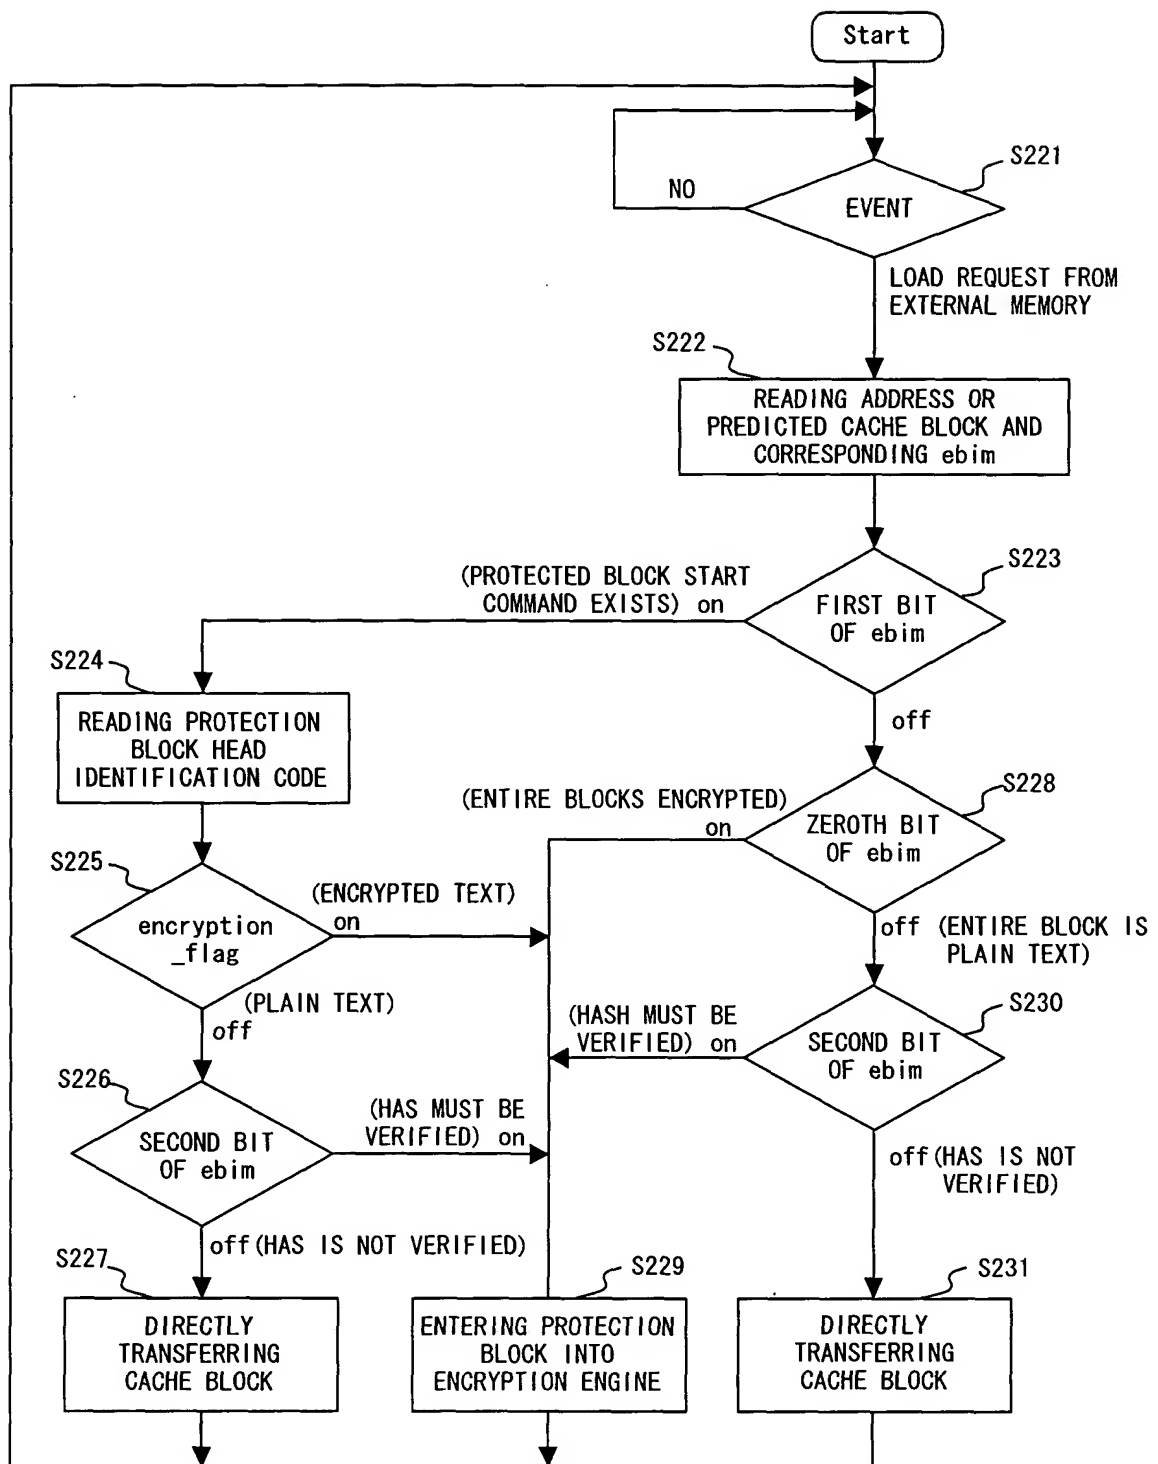 Start
S221
NO
EVENT
LOAD REQUEST FROM
EXTERNAL MEMORY
S222
READING ADDRESS OR
PREDICTED CACHE BLOCK AND
CORRESPONDING ebim
S223
(PROTECTED BLOCK START
COMMAND EXISTS) on
FIRST BIT
OF ebim
S224
off
READING PROTECTION
BLOCK HEAD
IDENTIFICATION CODE
S228
(ENTIRE BLOCKS ENCRYPTED)
on
ZEROTH BIT
OF ebim
S225
(ENCRYPTED TEXT)
on
encryption
_flag
off (ENTIRE BLOCK IS
PLAIN TEXT)
(PLAIN TEXT)
off
S230
(HASH MUST BE
VERIFIED) on
SECOND BIT
OF ebim
S226
(HAS MUST BE
VERIFIED) on
SECOND BIT
OF ebim
off(HAS IS NOT
VERIFIED)
off(HAS IS NOT VERIFIED)
S227
S229
S231
DIRECTLY
TRANSFERRING
CACHE BLOCK
ENTERING PROTECTION
BLOCK INTO
ENCRYPTION ENGINE
DIRECTLY
TRANSFERRING
CACHE BLOCK